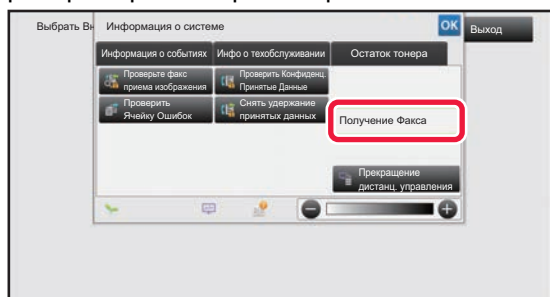 Выбрать Вн
Информация о системе
OK
Выход
Информация о событиях
Инфо о техобслуживании
Остаток тонера
Проверьте факс
приема изображения
Проверить Конфиденц.
Принятые Данные
Проверить
Ячейку Ошибок
Снять удержание
принятых данных
Получение Факса
Прекращение
дистанц. управления